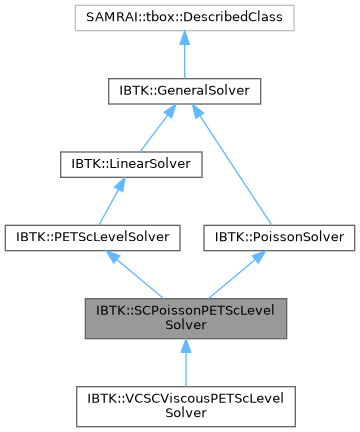 SAMRAI::tbox::DescribedClass
IBTK::GeneralSolver
IBTK::LinearSolver
IBTK::PETScLevelSolver
IBTK::PoissonSolver
IBTK::SCPoissonPETScLevel
Solver
IBTK::VCSCViscousPETScLevel
Solver